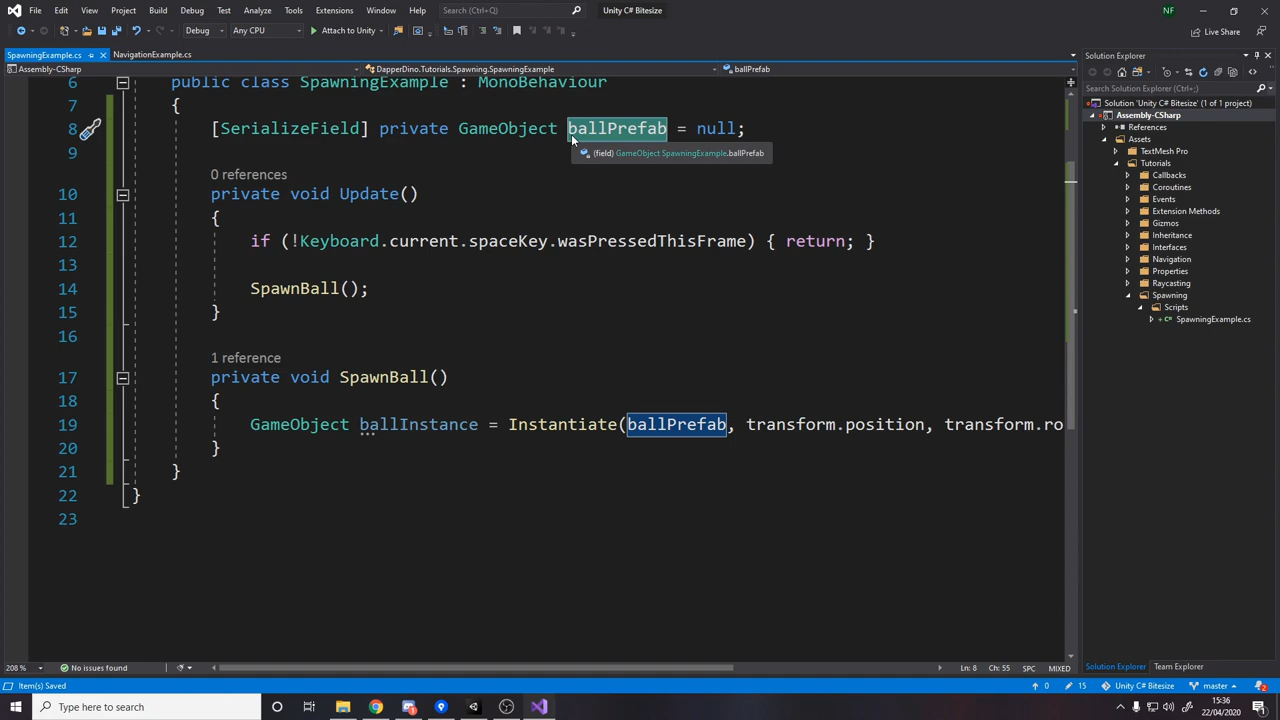 File Edit View Project Build Debug Test Analyze Tools Extensions Window Help Search (Ctrl+Q) Unity C# Bitesize NF
Debug Any CPU Attach to Unity Live Share
SpawningExample.cs NavigationExample.cs
Assembly-CSharp DapperDino.Tutorials.Spawning.SpawningExample ballPrefab
6 public class SpawningExample : MonoBehaviour
7 {
8 [SerializeField] private GameObject ballPrefab = null;
(field) GameObject SpawningExample.ballPrefab
9
0 references
10 private void Update()
11 {
12 if (!Keyboard.current.spaceKey.wasPressedThisFrame) { return; }
13
14 SpawnBall();
15 }
16
1 reference
17 private void SpawnBall()
18 {
19 GameObject ballInstance = Instantiate(ballPrefab, transform.position, transform.ro
20 }
21 }
22 }
23
Solution Explorer
Search Solution Explorer (Ctrl+;)
Solution 'Unity C# Bitesize' (1 of 1 project)
Assembly-CSharp
References
Assets
TextMesh Pro
Tutorials
Callbacks
Coroutines
Events
Extension Methods
Gizmos
Inheritance
Interfaces
Navigation
Properties
Raycasting
Spawning
Scripts
SpawningExample.cs
208 % No issues found Ln: 8 Ch: 55 SPC MIXED
Solution Explorer Team Explorer
Item(s) Saved 0 15 Unity C# Bitesize master 2
Type here to search
15:36
22/04/2020